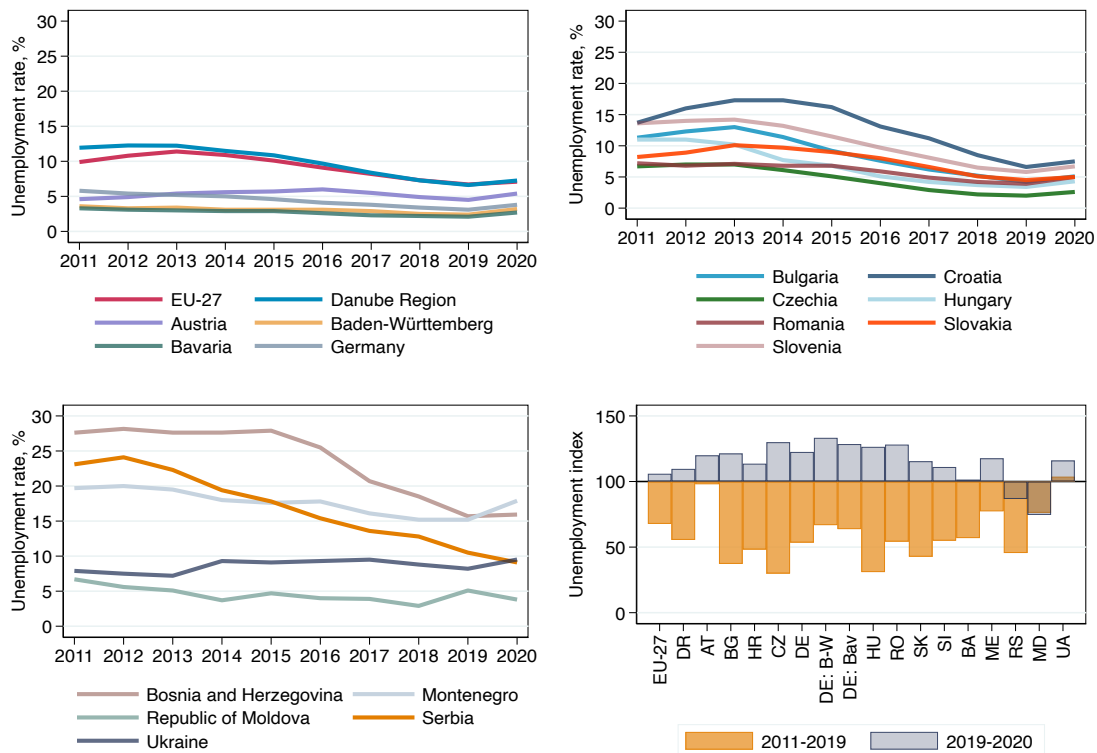 Unemployment rate, %
30
25
20
15
10
5
0
2011 2012 2013 2014 2015 2016 2017 2018 2019 2020
EU-27 Danube Region
Austria Baden-Württemberg
Bavaria Germany
Unemployment rate, %
30
25
20
15
10
5
0
2011 2012 2013 2014 2015 2016 2017 2018 2019 2020
Bulgaria Croatia
Czechia Hungary
Romania Slovakia
Slovenia
Unemployment rate, %
30
25
20
15
10
5
0
2011 2012 2013 2014 2015 2016 2017 2018 2019 2020
Bosnia and Herzegovina Montenegro
Republic of Moldova Serbia
Ukraine
Unemployment index
150
100
50
0
EU-27 DR AT BG HR CZ DE DE: B-W DE: Bav HU RO SK SI BA ME RS MD UA
2011-2019 2019-2020